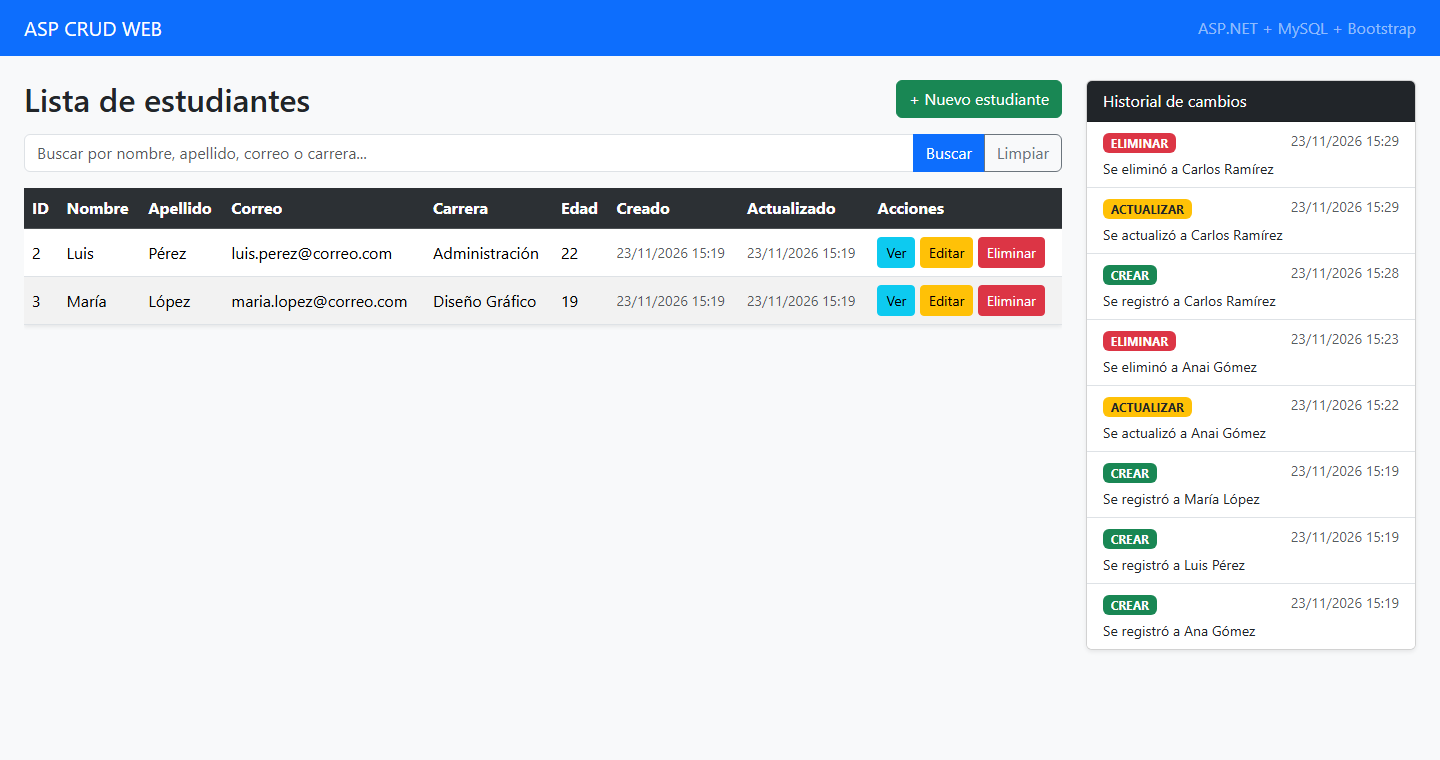 ASP CRUD WEB
ASP.NET + MySQL + Bootstrap
Lista de estudiantes
+ Nuevo estudiante
Buscar por nombre, apellido, correo o carrera...
Buscar
Limpiar
ID Nombre Apellido Correo Carrera Edad Creado Actualizado Acciones
2 Luis Pérez luis.perez@correo.com Administración 22 23/11/2026 15:19 23/11/2026 15:19 Ver Editar Eliminar
3 María López maria.lopez@correo.com Diseño Gráfico 19 23/11/2026 15:19 23/11/2026 15:19 Ver Editar Eliminar
Historial de cambios
ELIMINAR 23/11/2026 15:29
Se eliminó a Carlos Ramírez
ACTUALIZAR 23/11/2026 15:29
Se actualizó a Carlos Ramírez
CREAR 23/11/2026 15:28
Se registró a Carlos Ramírez
ELIMINAR 23/11/2026 15:23
Se eliminó a Anai Gómez
ACTUALIZAR 23/11/2026 15:22
Se actualizó a Anai Gómez
CREAR 23/11/2026 15:19
Se registró a María López
CREAR 23/11/2026 15:19
Se registró a Luis Pérez
CREAR 23/11/2026 15:19
Se registró a Ana Gómez